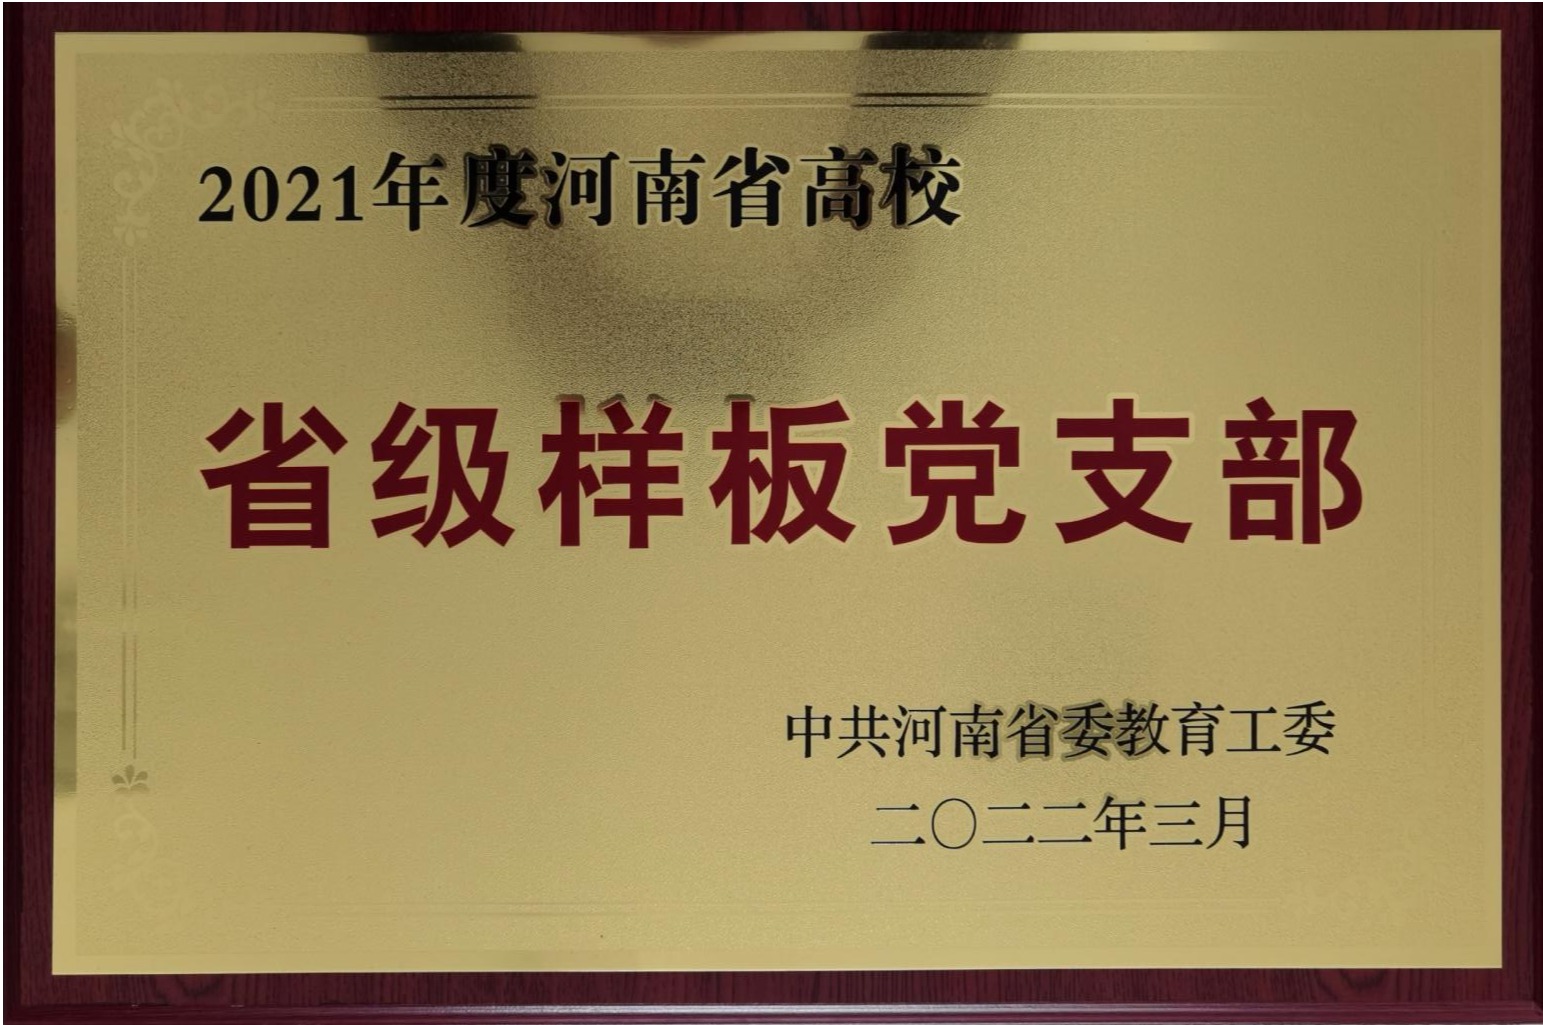 2021年度河南省高校
省级样板党支部
中共河南省委教育工委
二〇二二年三月